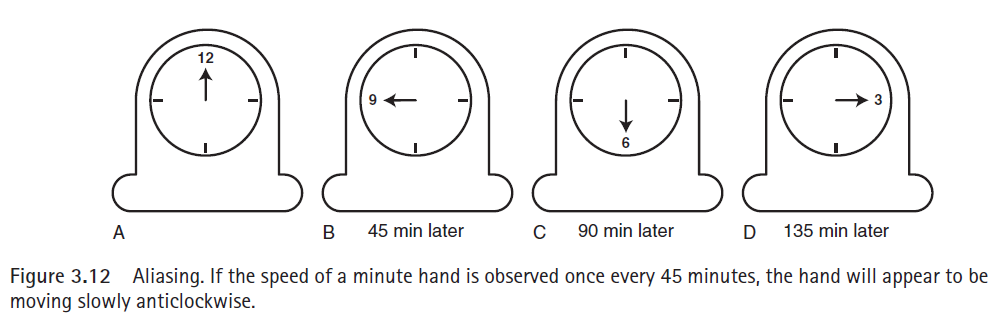 12
9
6
3
A
B 45 min later
C 90 min later
D 135 min later
Figure 3.12 Aliasing. If the speed of a minute hand is observed once every 45 minutes, the hand will appear to be
moving slowly anticlockwise.